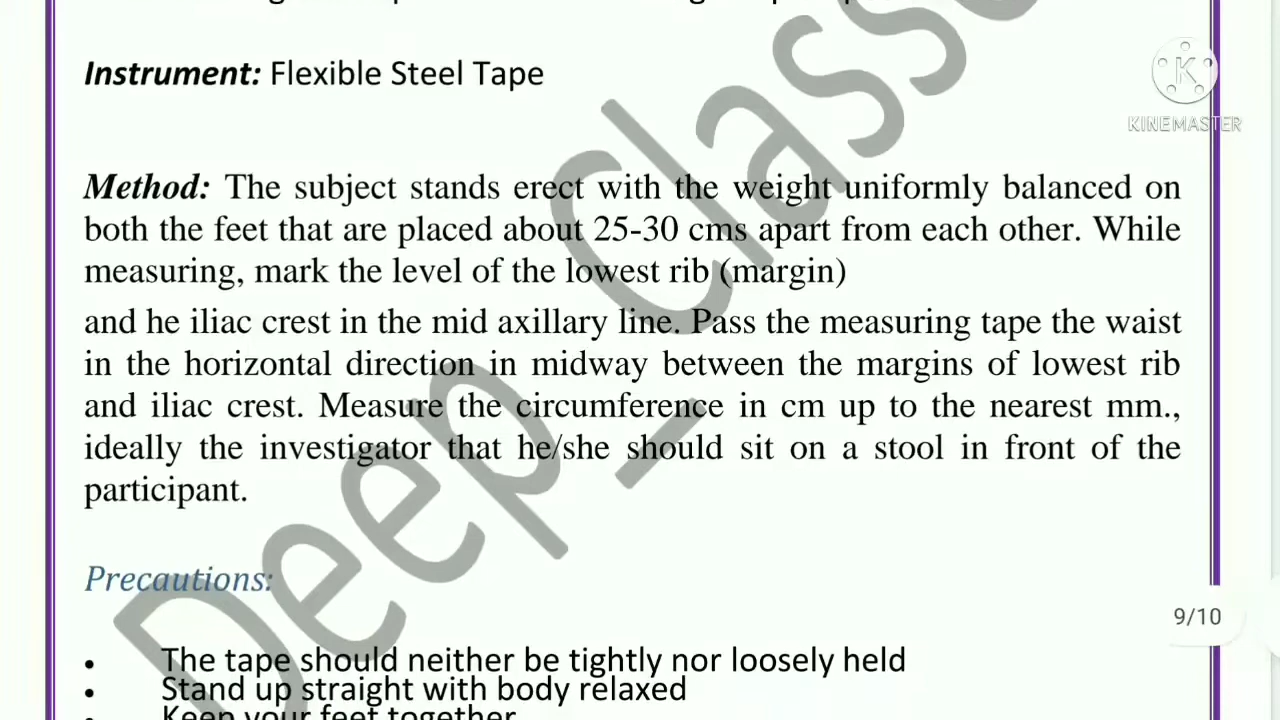 Instrument: Flexible Steel Tape
KINEMASTER
Method: The subject stands erect with the weight uniformly balanced on
both the feet that are placed about 25-30 cms apart from each other. While
measuring, mark the level of the lowest rib (margin)
and he iliac crest in the mid axillary line. Pass the measuring tape the waist
in the horizontal direction in midway between the margins of lowest rib
and iliac crest. Measure the circumference in cm up to the nearest mm.,
ideally the investigator that he/she should sit on a stool in front of the
participant.
Precautions:
9/10
• The tape should neither be tightly nor loosely held
• Stand up straight with body relaxed
• Keep your feet together
Deep_Classe